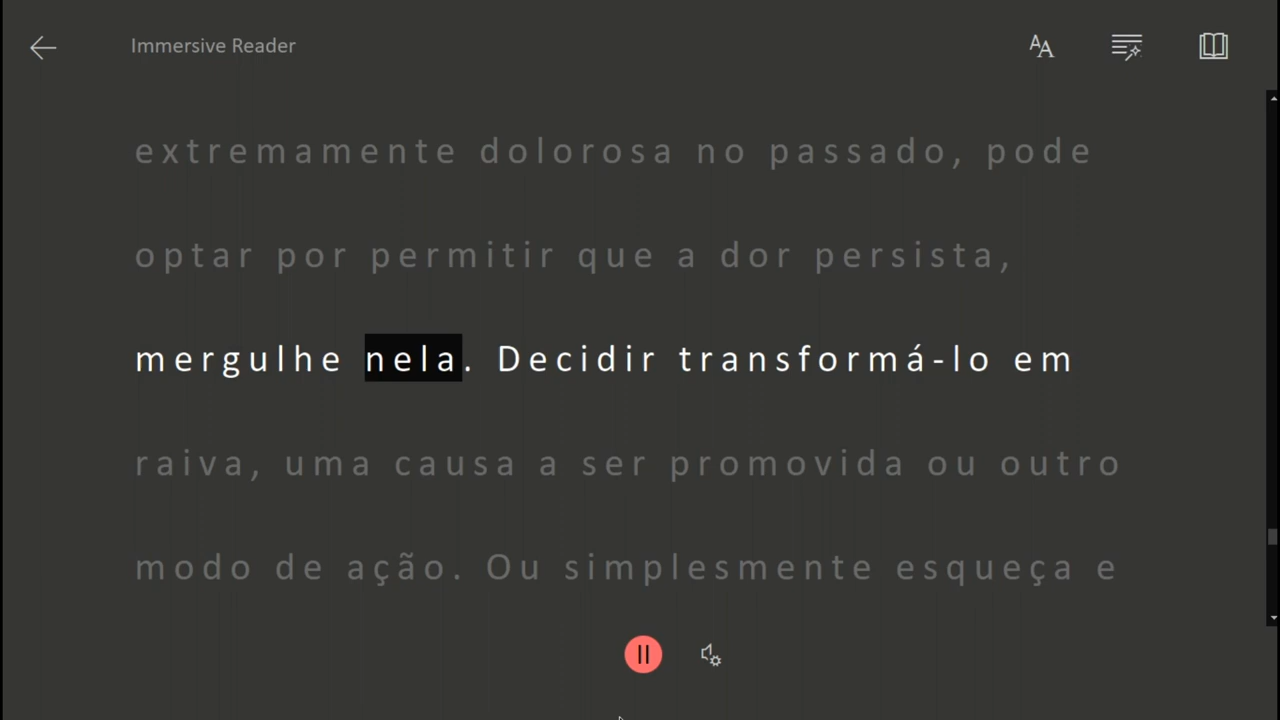 Immersive Reader
extremamente dolorosa no passado, pode
optar por permitir que a dor persista,
mergulhe nela. Decidir transformá-lo em
raiva, uma causa a ser promovida ou outro
modo de ação. Ou simplesmente esqueça e